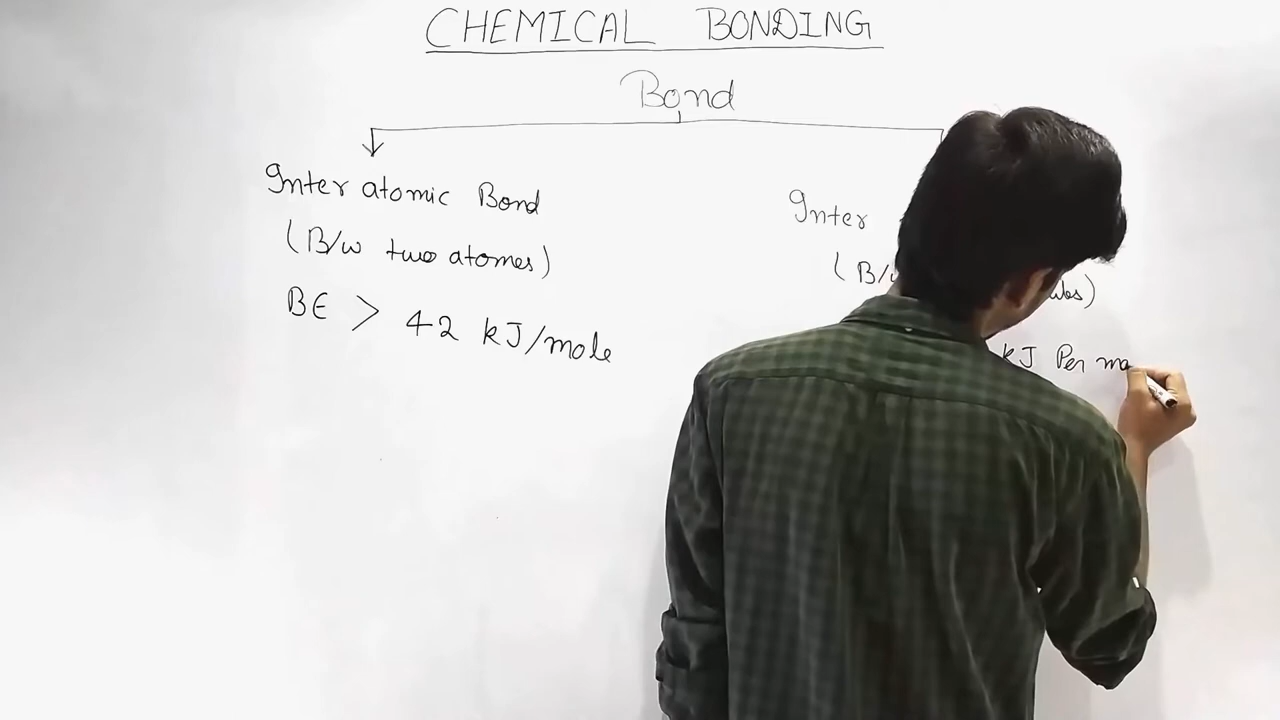 CHEMICAL BONDING
Bond
Inter atomic Bond
(B/w two atomes)
BE > 42 kJ/mole
Inter
(B/
kJ Per mo